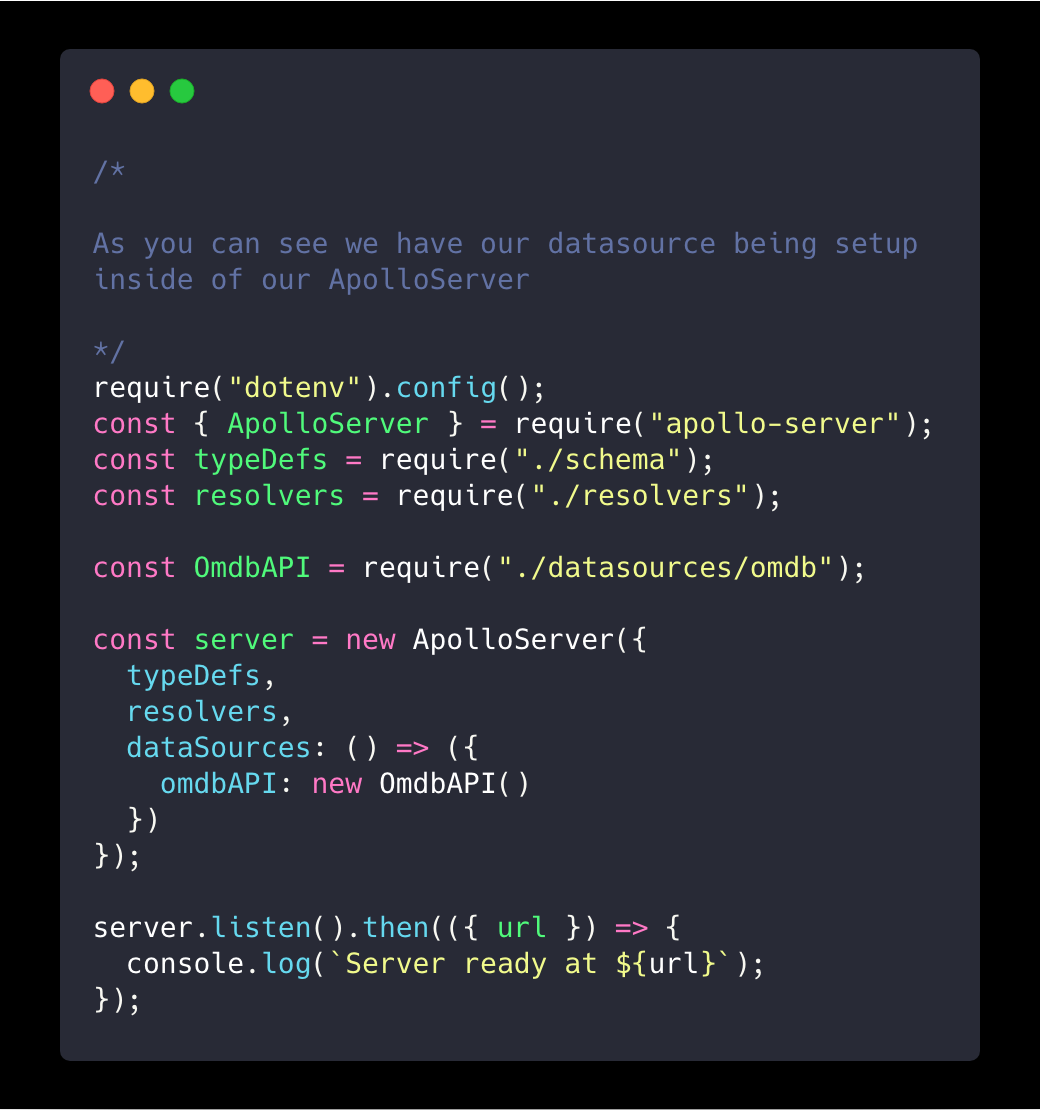 /*
As you can see we have our datasource being setup
inside of our ApolloServer
*/
require("dotenv").config();
const { ApolloServer } = require("apollo-server");
const typeDefs = require("./schema");
const resolvers = require("./resolvers");
const OmdbAPI = require("./datasources/omdb");
const server = new ApolloServer({
  typeDefs,
  resolvers,
  dataSources: () => ({
    omdbAPI: new OmdbAPI()
  })
});
server.listen().then(({ url }) => {
  console.log(`Server ready at ${url}`);
});